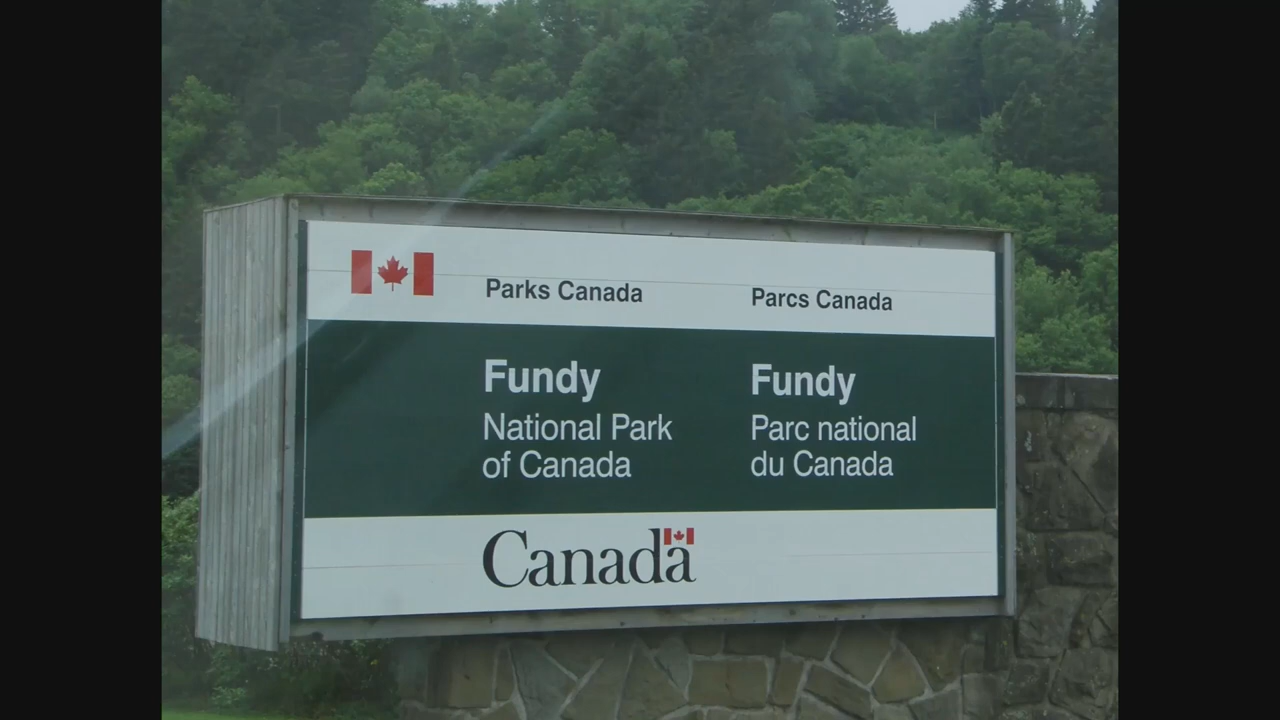 Parks Canada
Parcs Canada
Fundy
National Park
of Canada
Fundy
Parc national
du Canada
Canada